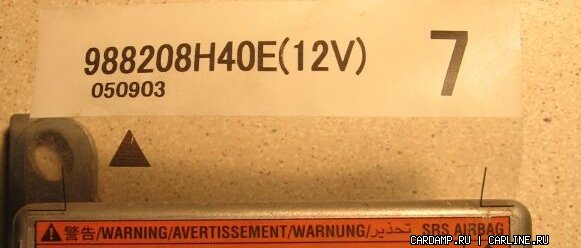 988208H40E(12V) 7
050903
警告/WARNING/AVERTISSEMENT/WARNUNG/تحذير/ SRS AIRBAG
CARDAMP.RU | CARLINE.RU